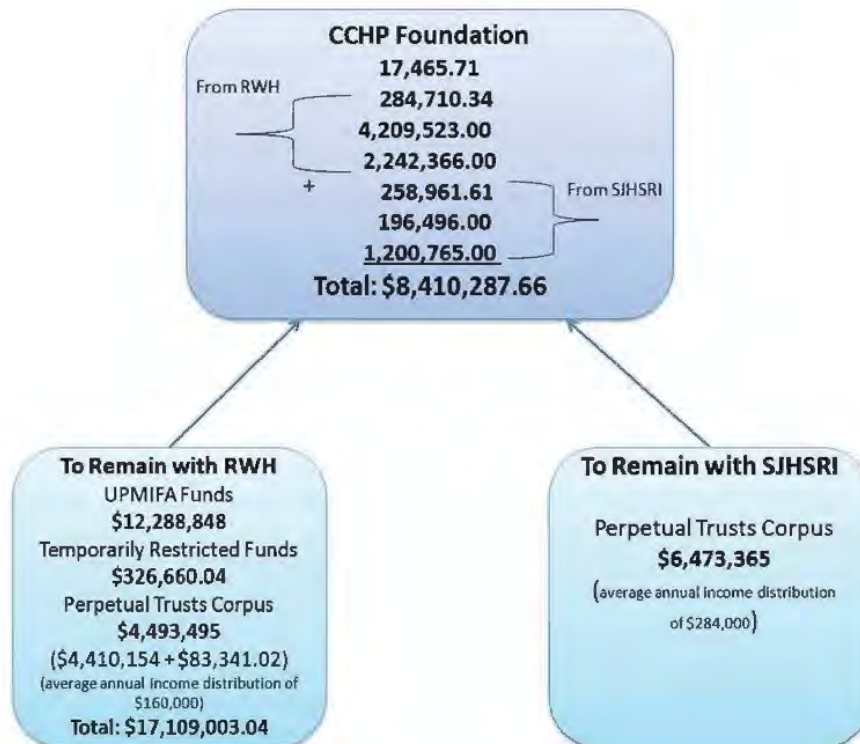 CCHP Foundation
17,465.71
From RWH
284,710.34
4,209,523.00
2,242,366.00
+
258,961.61
From SJHSRI
196,496.00
1,200,765.00
Total: $8,410,287.66
To Remain with RWH
UPMIFA Funds
$12,288,848
Temporarily Restricted Funds
$326,660.04
Perpetual Trusts Corpus
$4,493,495
($4,410,154 + $83,341.02)
(average annual income distribution of
$160,000)
Total: $17,109,003.04
To Remain with SJHSRI
Perpetual Trusts Corpus
$6,473,365
(average annual income distribution
of $284,000)